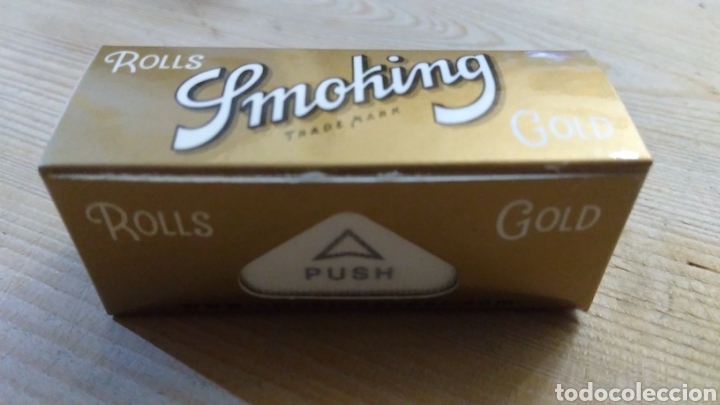 ROLLS
Smoking
TRADE MARK
GOLD
ROLLS
GOLD
PUSH
todocoleccion